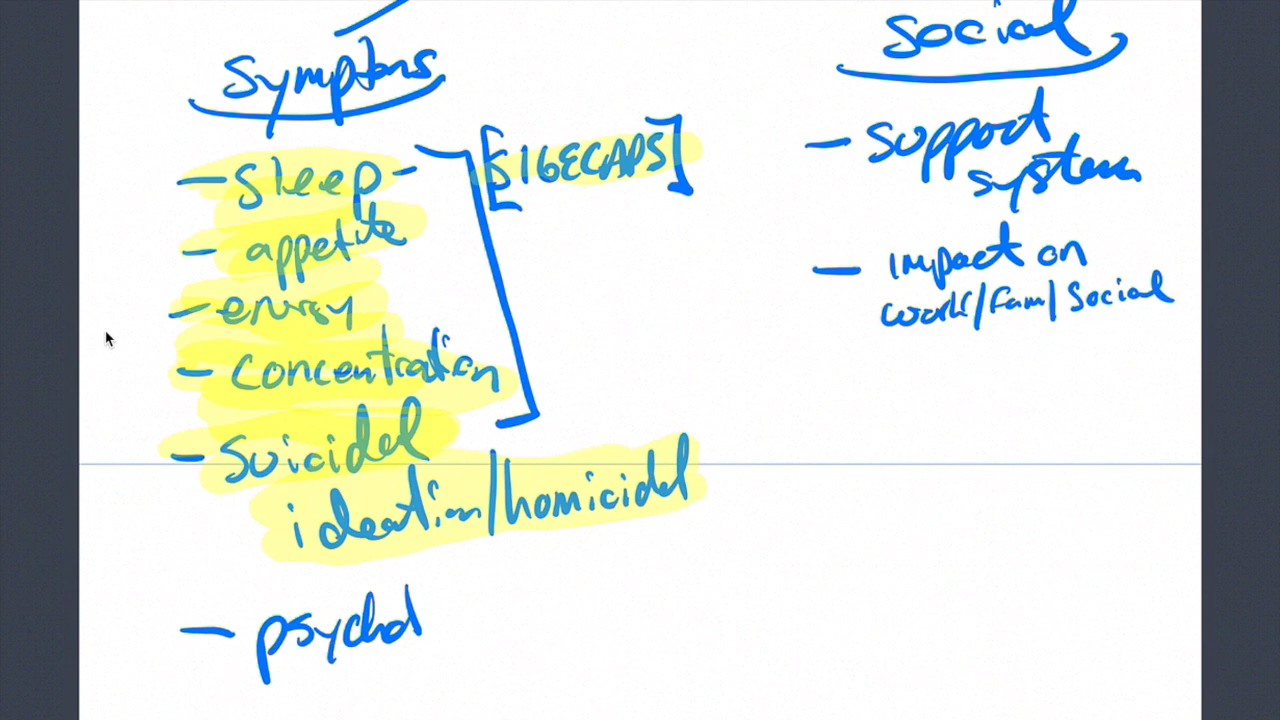 Symptoms
- sleep -
- appetite
- energy
- concentration
- suicidal
ideation/homicidal
- psychol
[SIGECAPS]
Social
- support
system
- impact on
work/fam/social